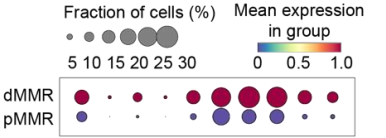 Fraction of cells (%)
5 10 15 20 25 30
Mean expression
in group
0 0.5 1.0
dMMR
pMMR